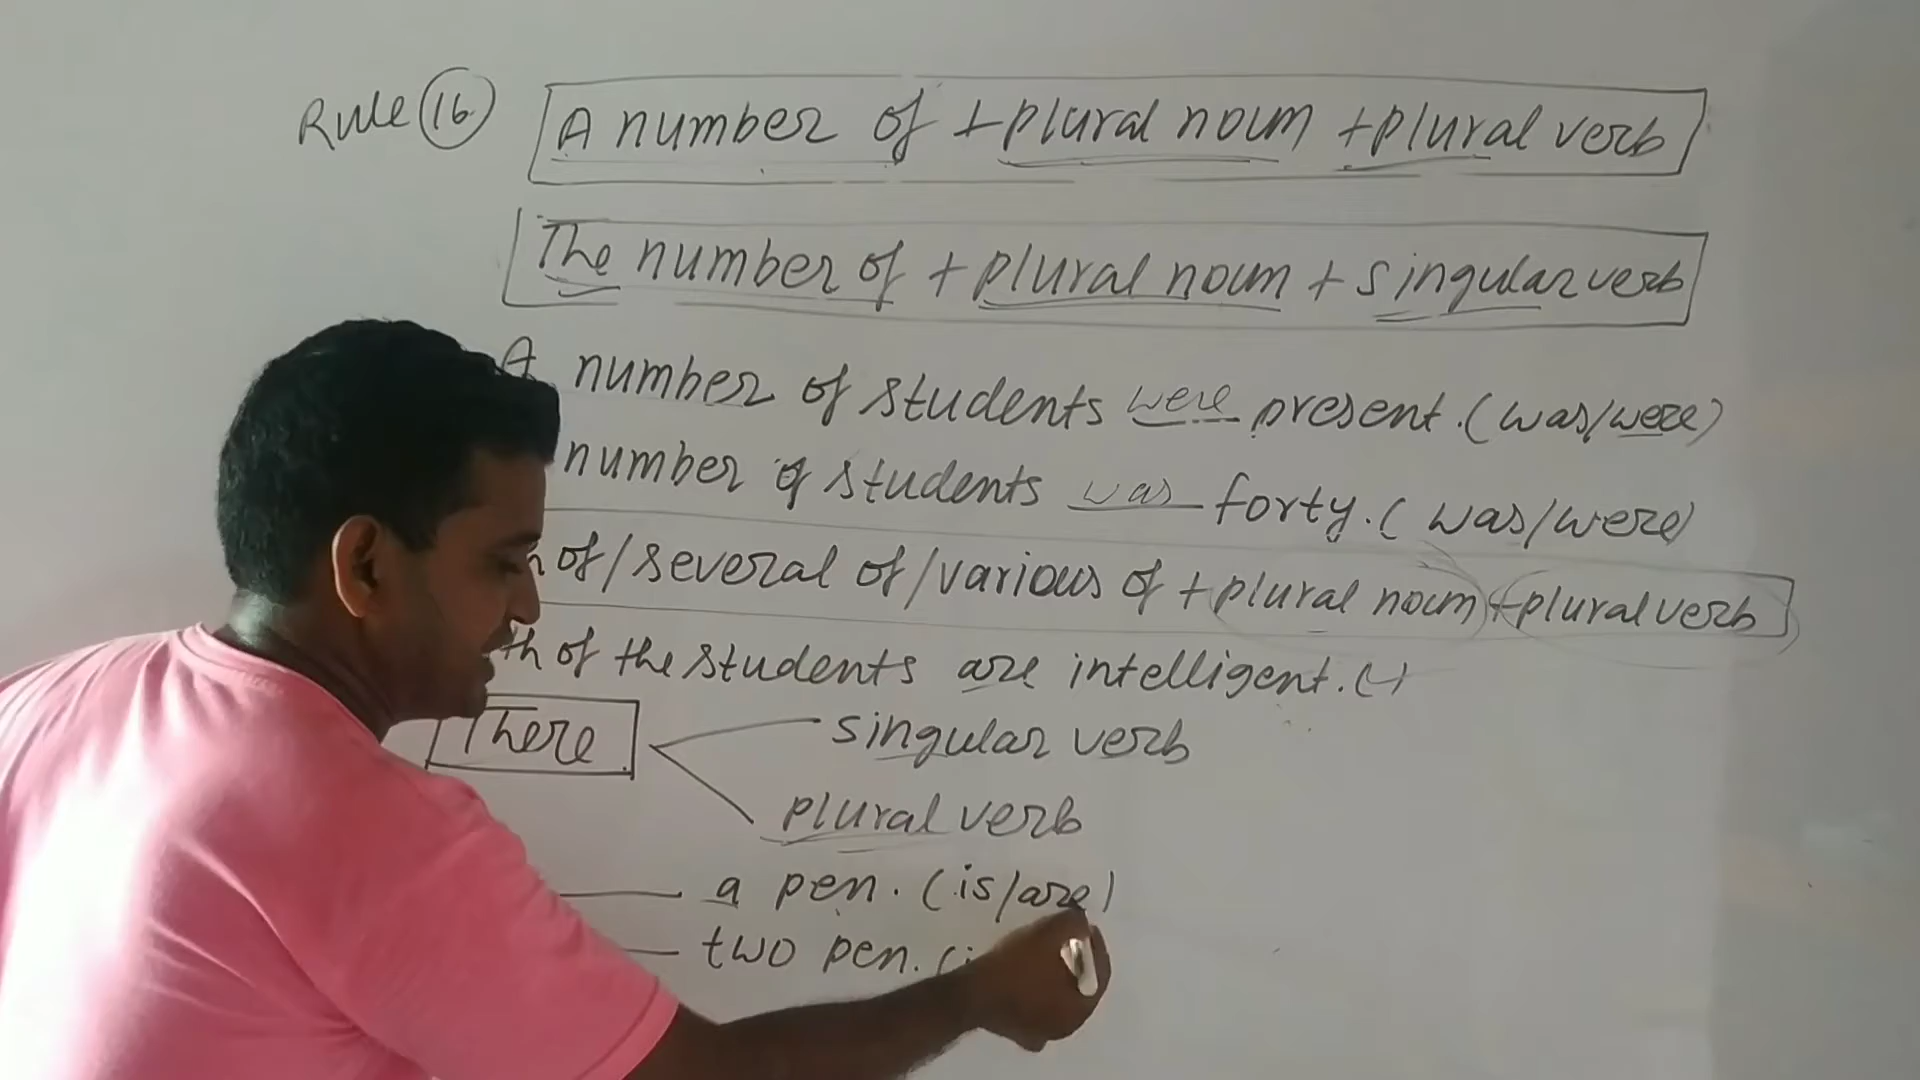 Rule 16 A number of + plural noun + plural verb
The number of + plural noun + singular verb
A number of students were present. (was/were)
number of students was forty. (was/were)
of/several of/various of + plural noun + plural verb
th of the students are intelligent. (-)
There singular verb
plural verb
a pen. (is/are)
two pen. (i